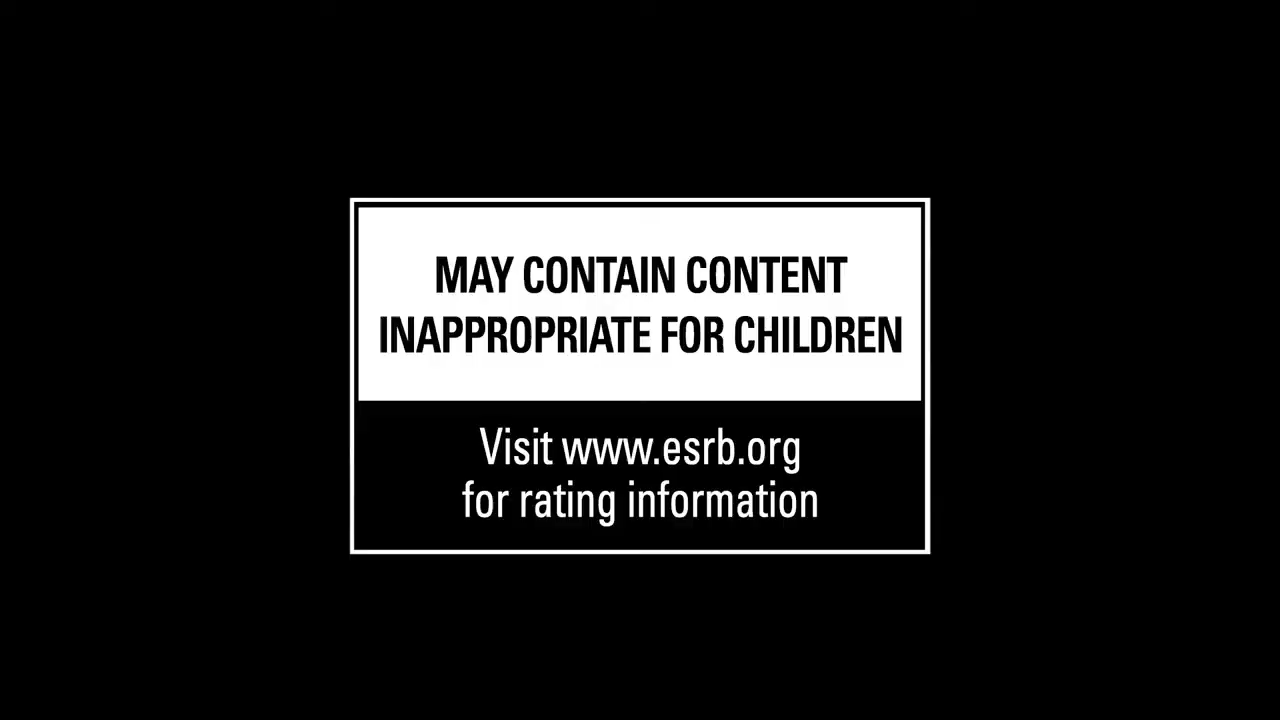 MAY CONTAIN CONTENT
INAPPROPRIATE FOR CHILDREN
Visit www.esrb.org
for rating information